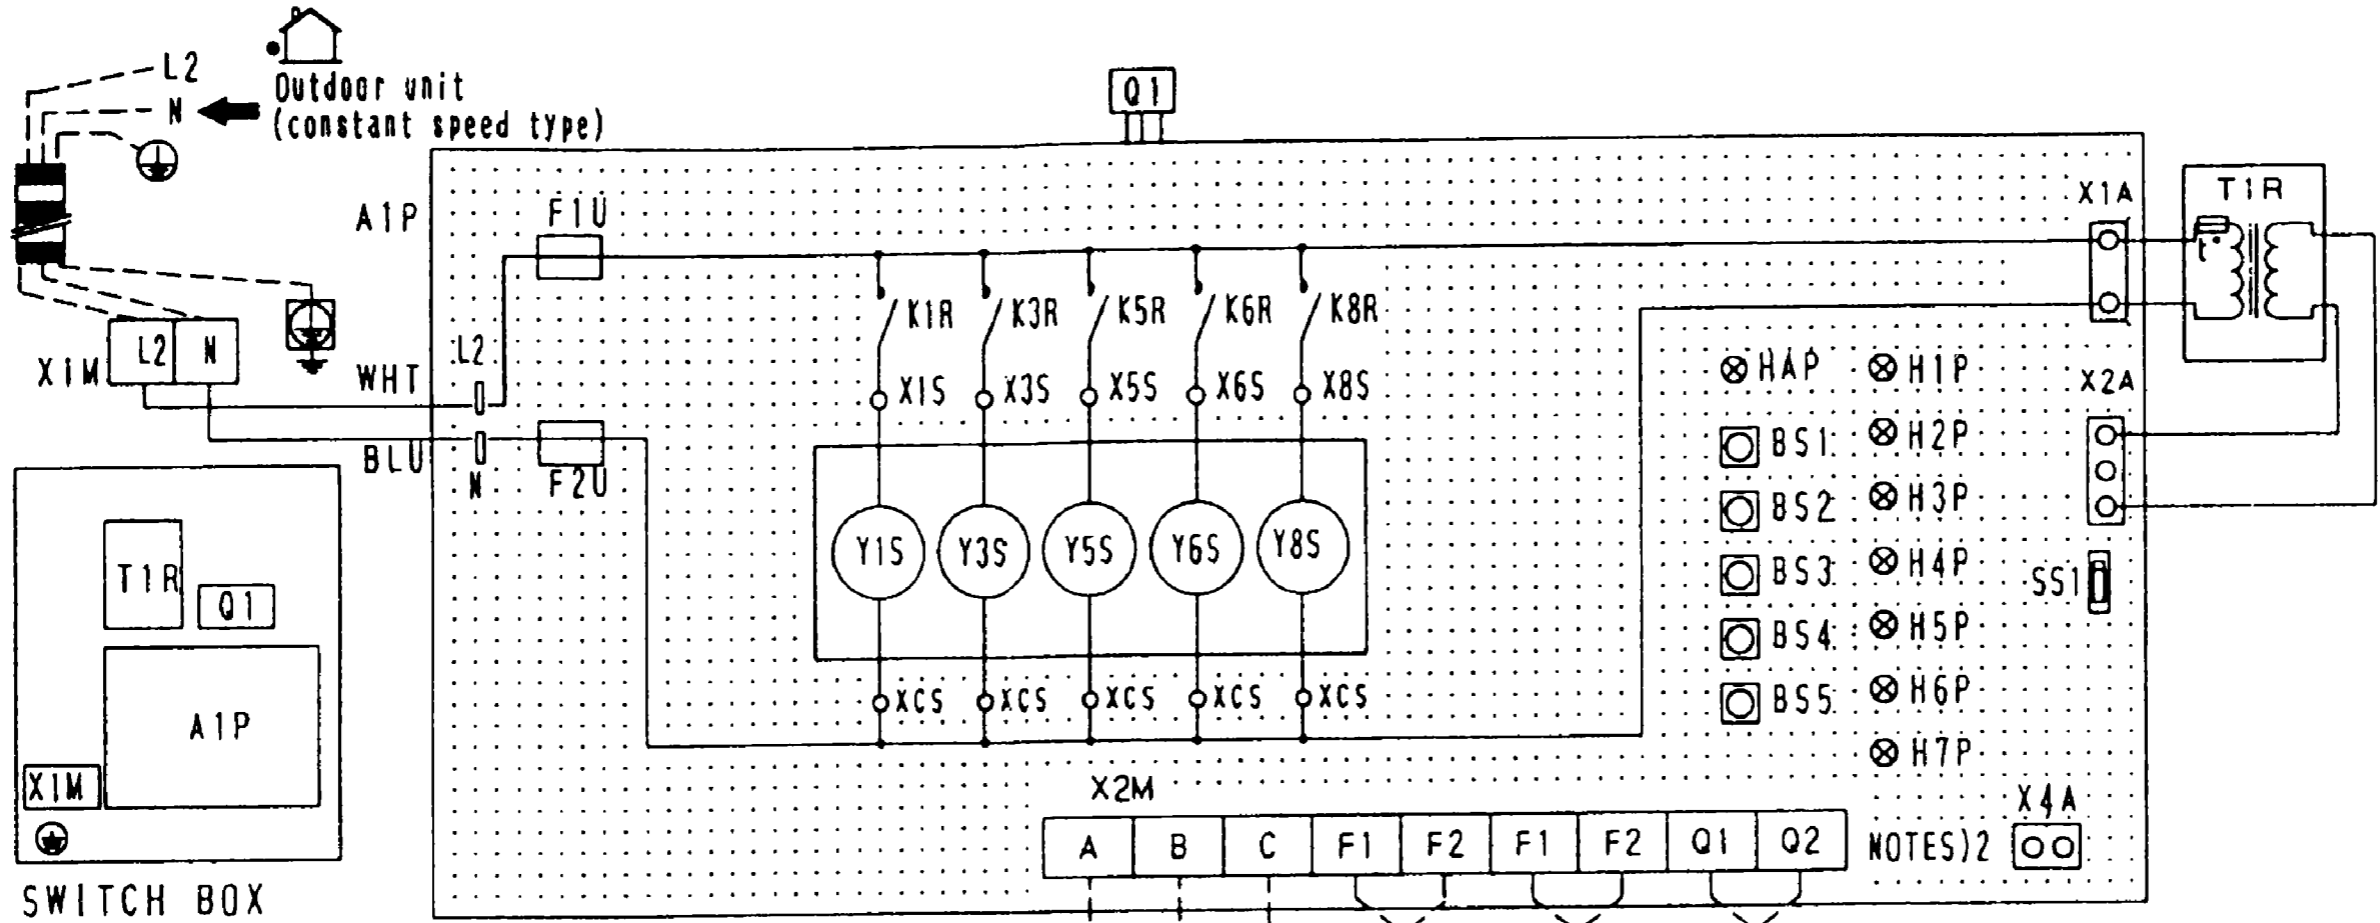 L2
N
Outdoor unit
(constant speed type)
Q1
A1P
F1U
X1A
T1R
t°
K1R K3R K5R K6R K8R
X1M
L2 N
WHT
L2
X1S X3S X5S X6S X8S
HAP H1P
X2A
BLU
N
F2U
BS1 H2P
BS2 H3P
Y1S Y3S Y5S Y6S Y8S
T1R
Q1
BS3 H4P
SS1
BS4 H5P
XCS XCS XCS XCS XCS
BS5 H6P
A1P
H7P
X1M
X2M
X4A
A B C F1 F2 F1 F2 Q1 Q2
NOTES)2
SWITCH BOX